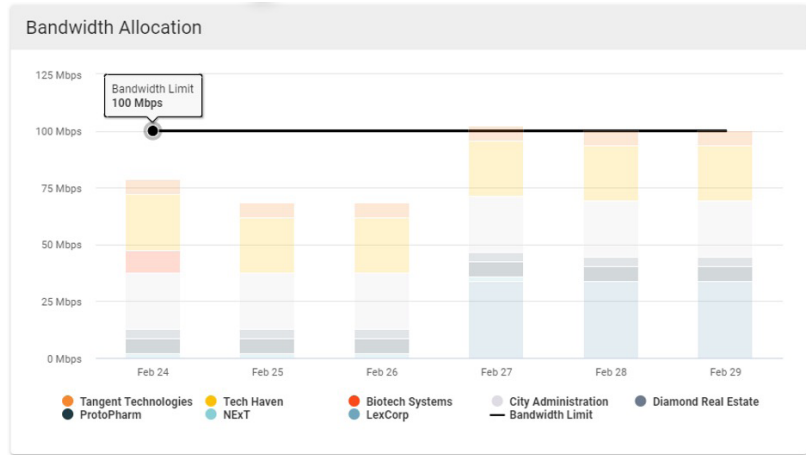 Bandwidth Allocation
125 Mbps
Bandwidth Limit
100 Mbps
100 Mbps
75 Mbps
50 Mbps
25 Mbps
0 Mbps
Feb 24 Feb 25 Feb 26 Feb 27 Feb 28 Feb 29
Tangent Technologies Tech Haven Biotech Systems City Administration Diamond Real Estate
ProtoPharm NExT LexCorp Bandwidth Limit